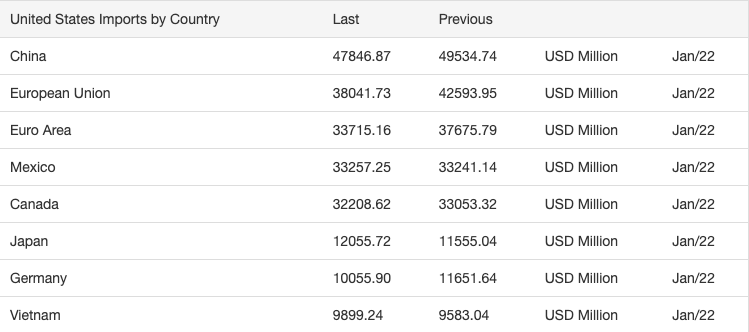 United States Imports by Country Last Previous
China 47846.87 49534.74 USD Million Jan/22
European Union 38041.73 42593.95 USD Million Jan/22
Euro Area 33715.16 37675.79 USD Million Jan/22
Mexico 33257.25 33241.14 USD Million Jan/22
Canada 32208.62 33053.32 USD Million Jan/22
Japan 12055.72 11555.04 USD Million Jan/22
Germany 10055.90 11651.64 USD Million Jan/22
Vietnam 9899.24 9583.04 USD Million Jan/22